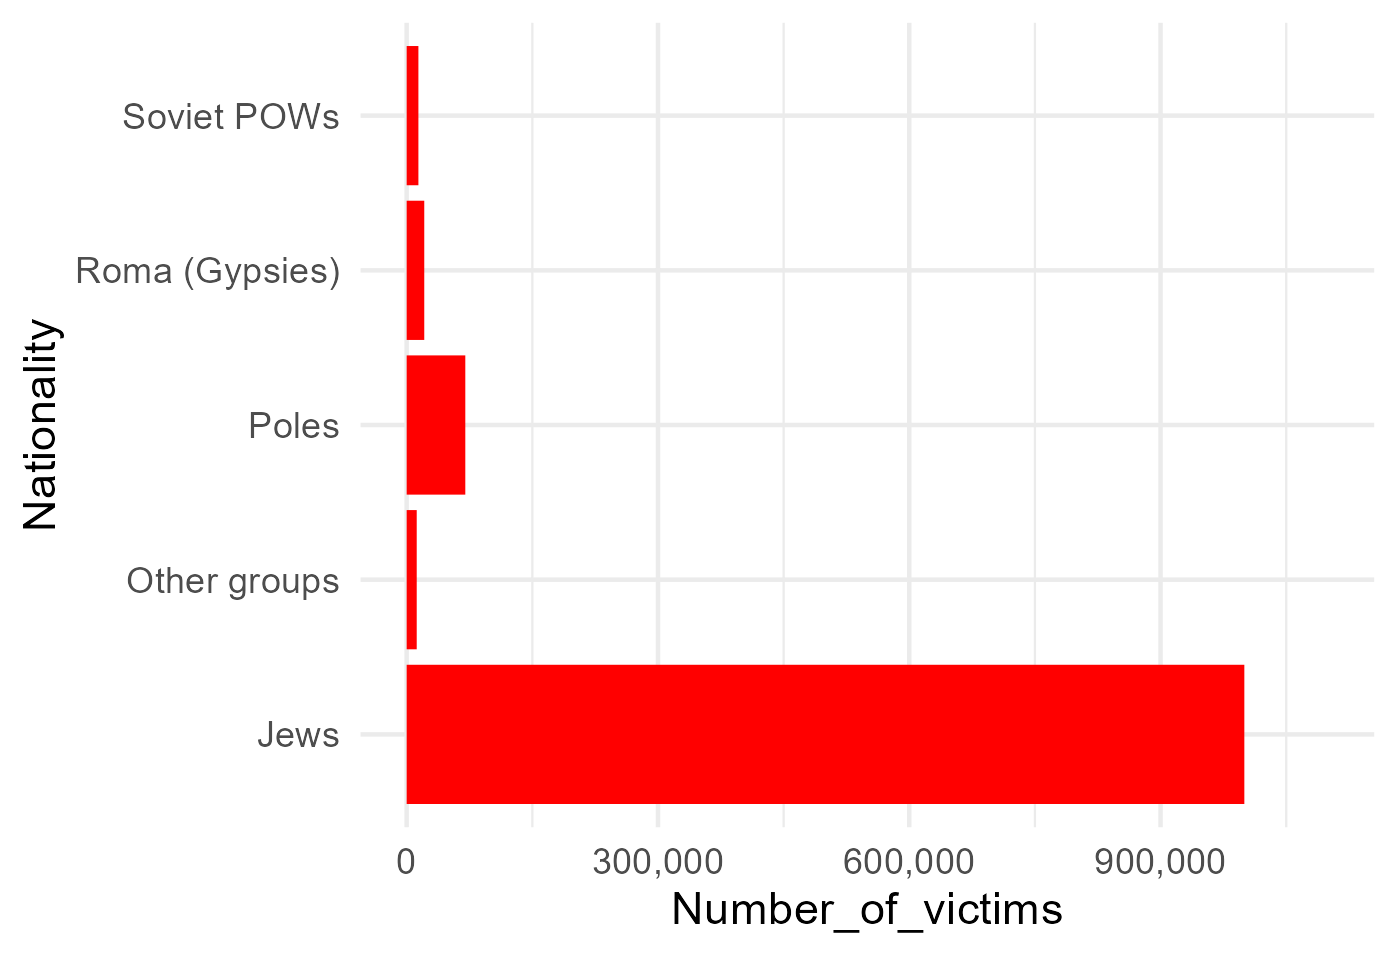 Soviet POWs
Roma (Gypsies)
Poles
Other groups
Jews
Nationality
0
300,000
600,000
900,000
Number_of_victims